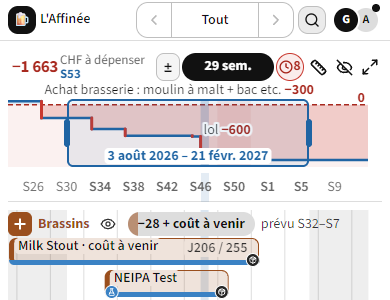 L'Affinée
Tout
G A
−1 663 CHF à dépenser
S53
±
29 sem.
8
Achat brasserie : moulin à malt + bac etc. −300
0
lol −600
3 août 2026 – 21 févr. 2027
S26 S30 S34 S38 S42 S46 S50 S1 S5 S9
+ Brassins −28 + coût à venir prévu S32–S7
Milk Stout · coût à venir J206 / 255
NEIPA Test